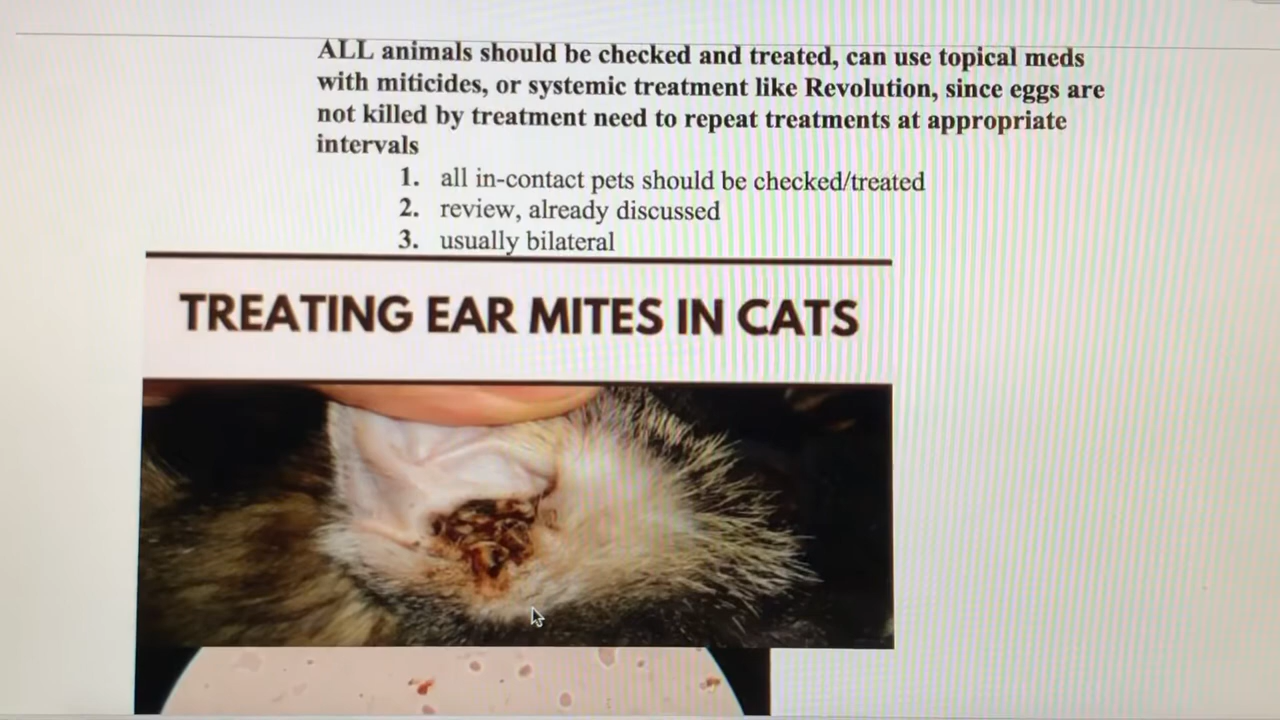 ALL animals should be checked and treated, can use topical meds
with miticides, or systemic treatment like Revolution, since eggs are
not killed by treatment need to repeat treatments at appropriate
intervals
1. all in-contact pets should be checked/treated
2. review, already discussed
3. usually bilateral
TREATING EAR MITES IN CATS